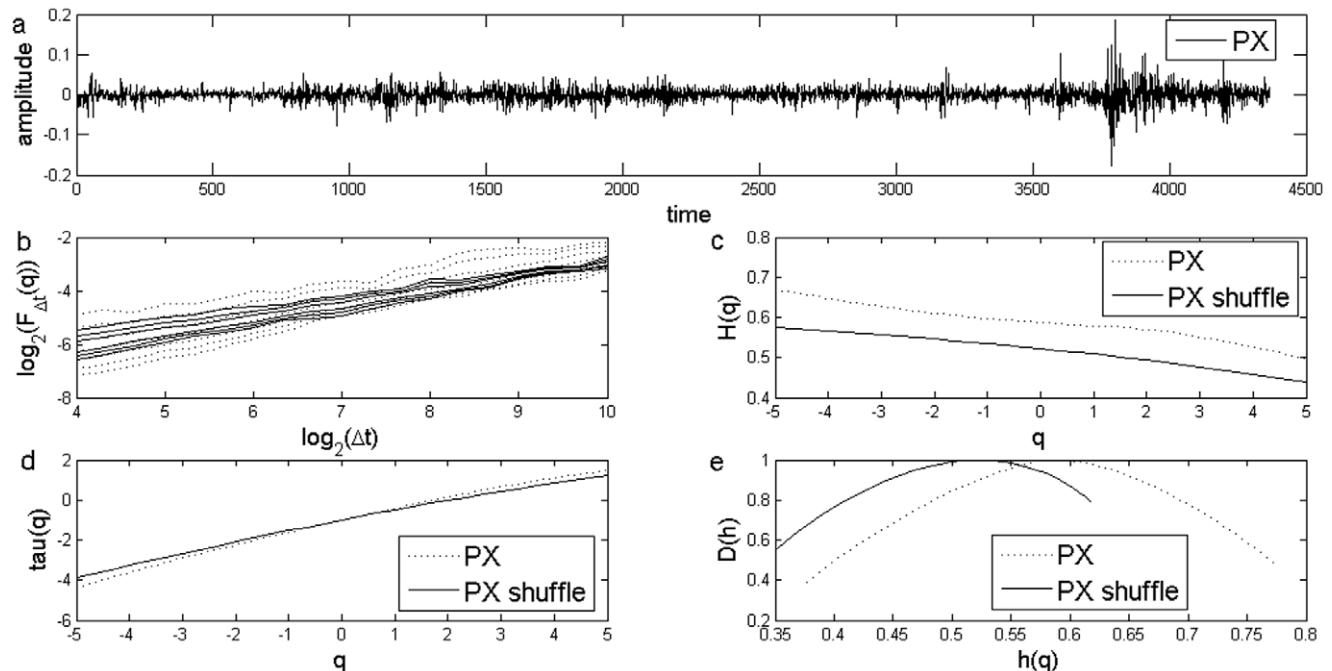 a
0.2
0.1
0
-0.1
-0.2
amplitude
PX
0 500 1000 1500 2000 2500 3000 3500 4000 4500
time
b
-2
-4
-6
-8
log2(FΔt(q))
4 5 6 7 8 9 10
log2(Δt)
c
0.8
0.7
0.6
0.5
0.4
H(q)
PX
PX shuffle
-5 -4 -3 -2 -1 0 1 2 3 4 5
q
d
2
0
-2
-4
-6
tau(q)
PX
PX shuffle
-5 -4 -3 -2 -1 0 1 2 3 4 5
q
e
1
0.8
0.6
0.4
0.2
D(h)
PX
PX shuffle
0.35 0.4 0.45 0.5 0.55 0.6 0.65 0.7 0.75 0.8
h(q)